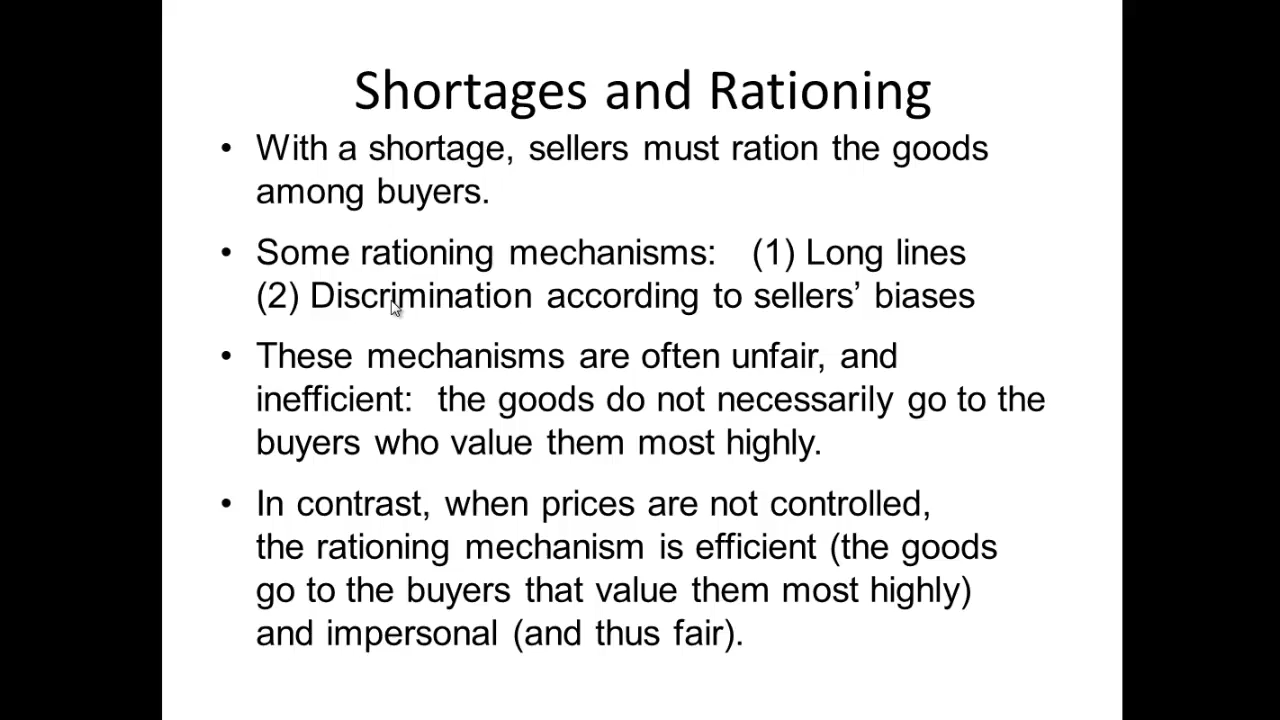 Shortages and Rationing
• With a shortage, sellers must ration the goods
among buyers.
• Some rationing mechanisms: (1) Long lines
(2) Discrimination according to sellers’ biases
• These mechanisms are often unfair, and
inefficient: the goods do not necessarily go to the
buyers who value them most highly.
• In contrast, when prices are not controlled,
the rationing mechanism is efficient (the goods
go to the buyers that value them most highly)
and impersonal (and thus fair).